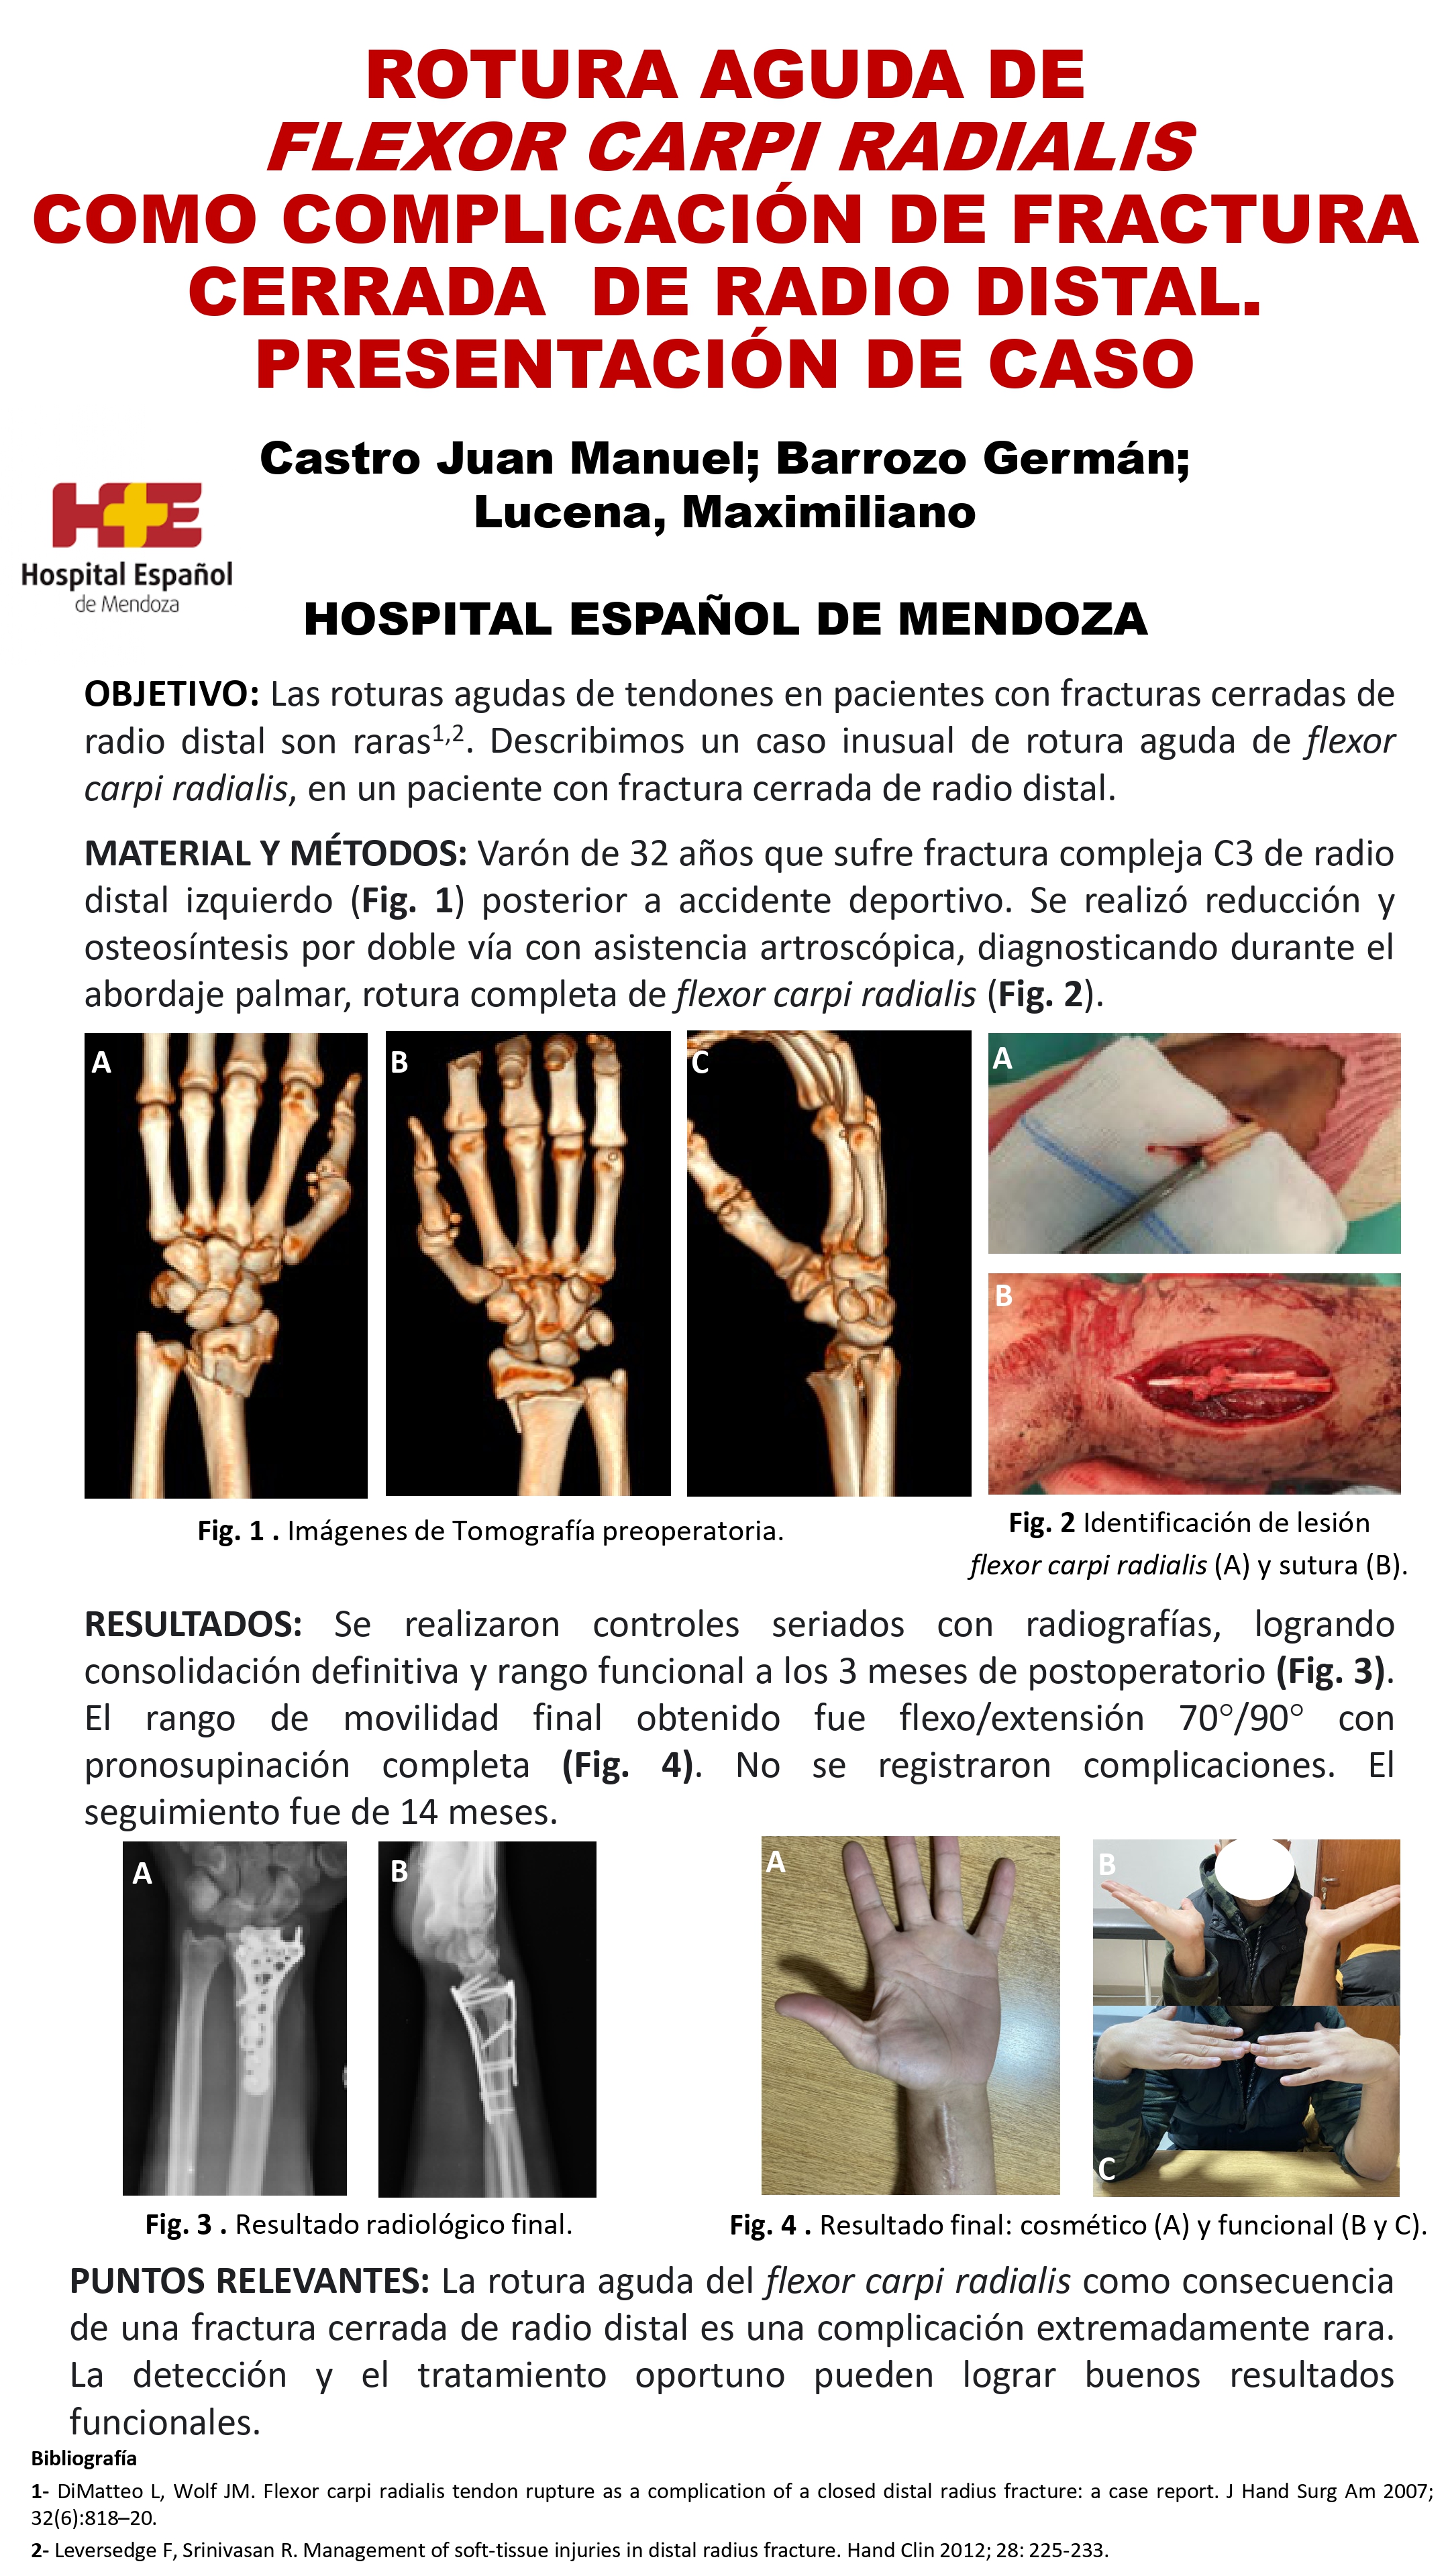 ROTURA AGUDA DE
FLEXOR CARPI RADIALIS
COMO COMPLICACIÓN DE FRACTURA
CERRADA DE RADIO DISTAL.
PRESENTACIÓN DE CASO
Castro Juan Manuel; Barrozo Germán;
Lucena, Maximiliano
H+E
Hospital Español
de Mendoza
HOSPITAL ESPAÑOL DE MENDOZA
OBJETIVO: Las roturas agudas de tendones en pacientes con fracturas cerradas de
radio distal son raras1,2. Describimos un caso inusual de rotura aguda de flexor
carpi radialis, en un paciente con fractura cerrada de radio distal.
MATERIAL Y MÉTODOS: Varón de 32 años que sufre fractura compleja C3 de radio
distal izquierdo (Fig. 1) posterior a accidente deportivo. Se realizó reducción y
osteosíntesis por doble vía con asistencia artroscópica, diagnosticando durante el
abordaje palmar, rotura completa de flexor carpi radialis (Fig. 2).
A
B
C
A
B
Fig. 1 . Imágenes de Tomografía preoperatoria.
Fig. 2 Identificación de lesión
flexor carpi radialis (A) y sutura (B).
RESULTADOS: Se realizaron controles seriados con radiografías, logrando
consolidación definitiva y rango funcional a los 3 meses de postoperatorio (Fig. 3).
El rango de movilidad final obtenido fue flexo/extensión 70°/90° con
pronosupinación completa (Fig. 4). No se registraron complicaciones. El
seguimiento fue de 14 meses.
A
B
A
B
C
Fig. 3 . Resultado radiológico final.
Fig. 4 . Resultado final: cosmético (A) y funcional (B y C).
PUNTOS RELEVANTES: La rotura aguda del flexor carpi radialis como consecuencia
de una fractura cerrada de radio distal es una complicación extremadamente rara.
La detección y el tratamiento oportuno pueden lograr buenos resultados
funcionales.
Bibliografía
1- DiMatteo L, Wolf JM. Flexor carpi radialis tendon rupture as a complication of a closed distal radius fracture: a case report. J Hand Surg Am 2007;
32(6):818–20.
2- Leversedge F, Srinivasan R. Management of soft-tissue injuries in distal radius fracture. Hand Clin 2012; 28: 225-233.